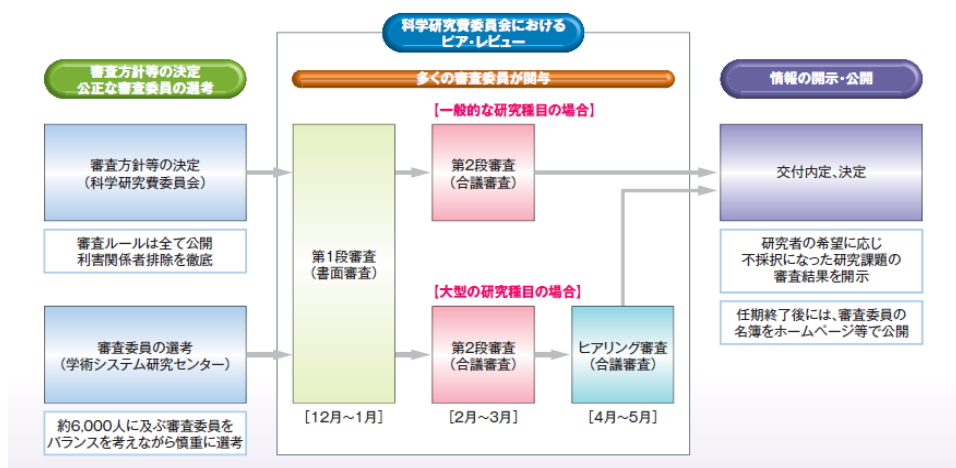 科学研究費委員会における
ピア・レビュー
審査方針等の決定
公正な審査委員の選考
多くの審査委員が関与
情報の開示・公開
【一般的な研究種目の場合】
審査方針等の決定
（科学研究費委員会）
審査ルールは全て公開
利害関係者排除を徹底
審査委員の選考
（学術システム研究センター）
約6,000人に及ぶ審査委員を
バランスを考えながら慎重に選考
第1段審査
（書面審査）
[12月～1月]
第2段審査
（合議審査）
【大型の研究種目の場合】
第2段審査
（合議審査）
[2月～3月]
ヒアリング審査
（合議審査）
[4月～5月]
交付内定、決定
研究者の希望に応じ
不採択になった研究課題の
審査結果を開示
任期終了後には、審査委員の
名簿をホームページ等で公開